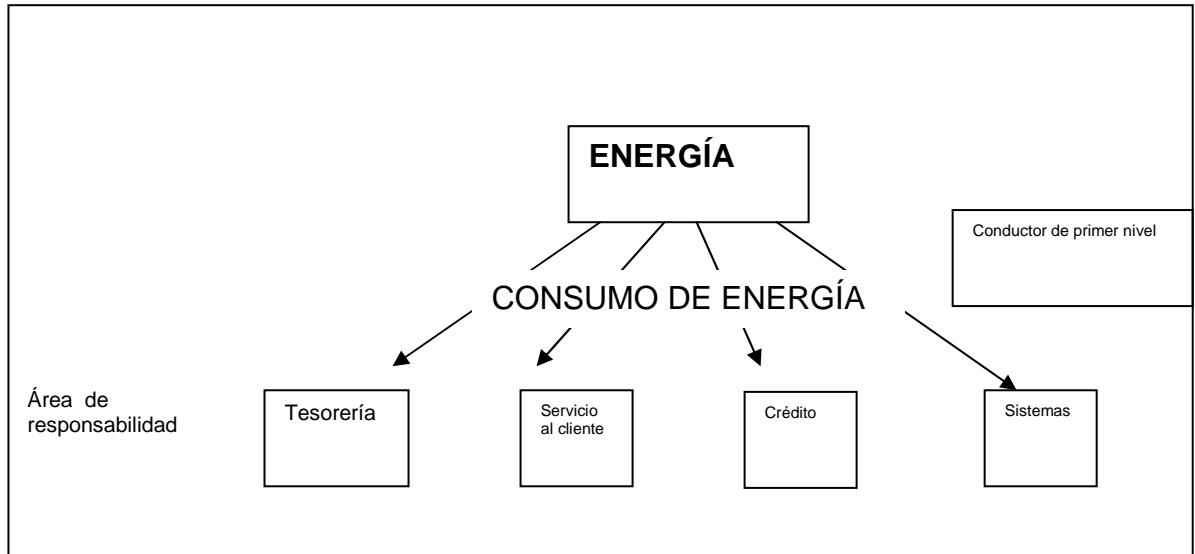 ENERGÍA
Conductor de primer nivel
CONSUMO DE ENERGÍA
Área de
responsabilidad
Tesorería
Servicio
al cliente
Crédito
Sistemas